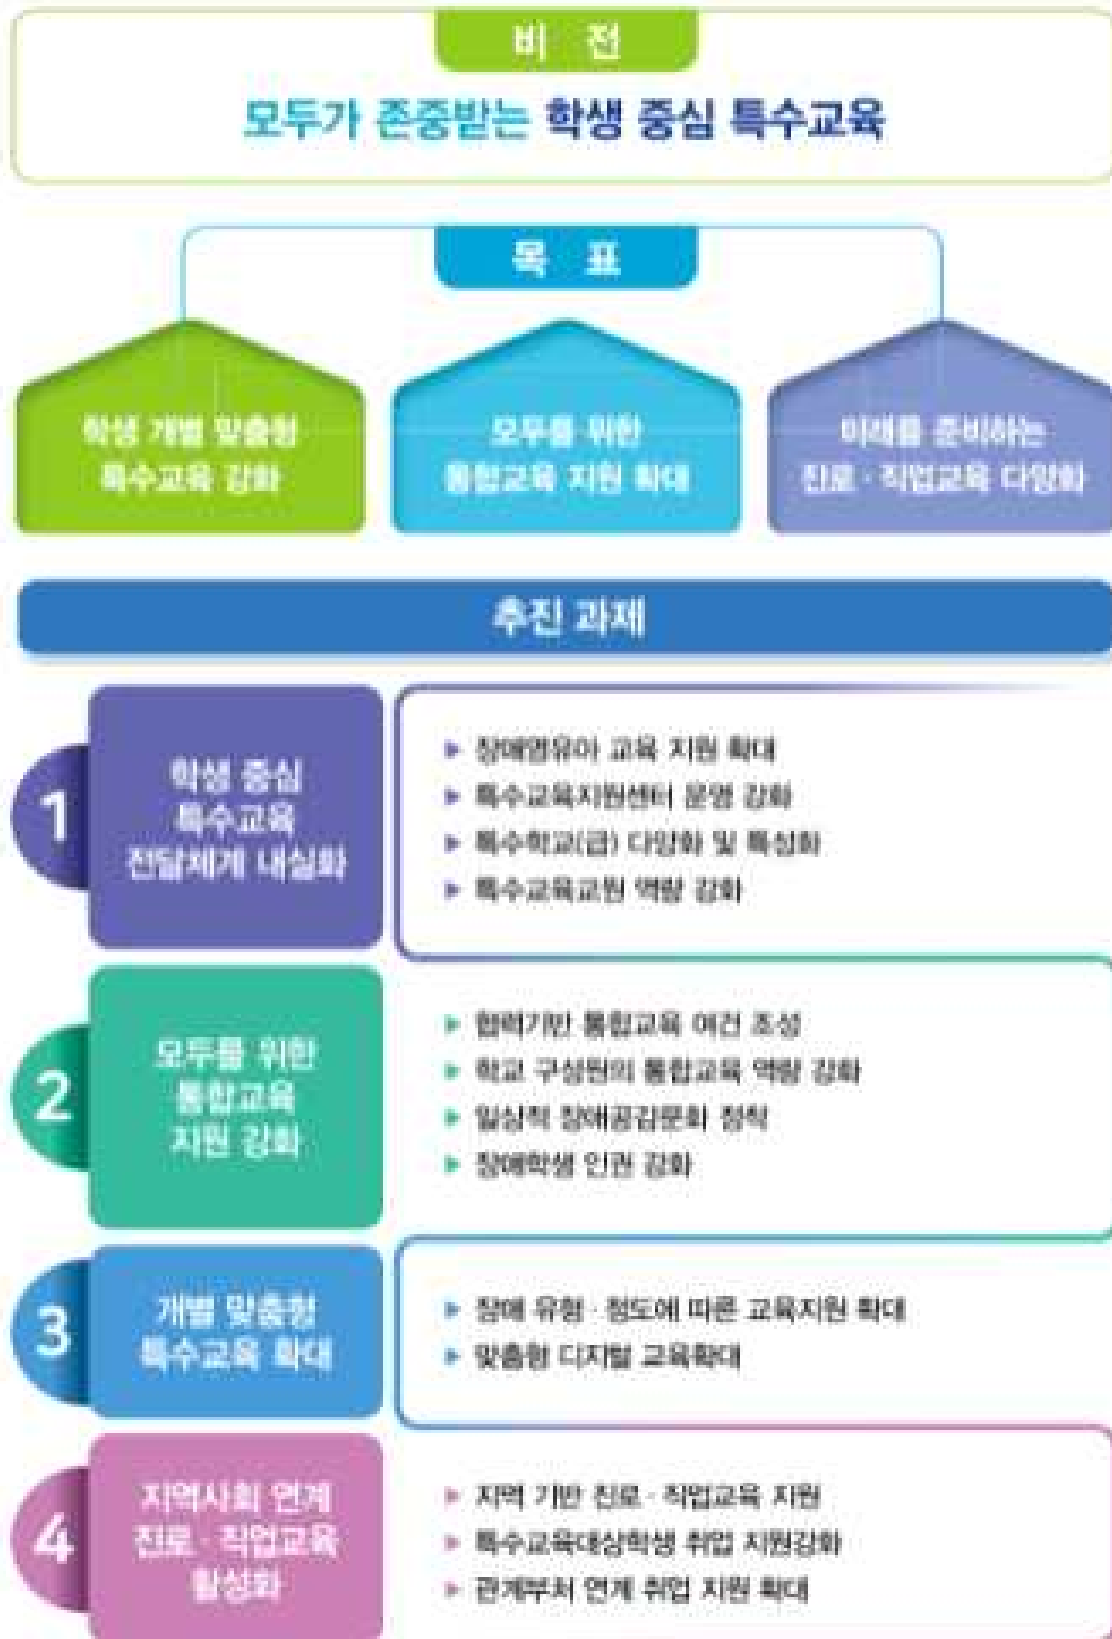 비 전
모두가 존중받는 학생 중심 특수교육
목 표
학생 개별 맞춤형
특수교육 강화
모두를 위한
통합교육 지원 확대
미래를 준비하는
진로 · 직업교육 다양화
추진 과제
1
학생 중심
특수교육
전달체계 내실화
▶ 장애영유아 교육 지원 확대
▶ 특수교육지원센터 운영 강화
▶ 특수학교(급) 다양화 및 특성화
▶ 특수교육교원 역량 강화
2
모두를 위한
통합교육
지원 강화
▶ 협력기반 통합교육 여건 조성
▶ 학교 구성원의 통합교육 역량 강화
▶ 일상적 장애공감문화 정착
▶ 장애학생 인권 강화
3
개별 맞춤형
특수교육 확대
▶ 장애 유형 · 정도에 따른 교육지원 확대
▶ 맞춤형 디지털 교육확대
4
지역사회 연계
진로 · 직업교육
활성화
▶ 지역 기반 진로 · 직업교육 지원
▶ 특수교육대상학생 취업 지원강화
▶ 관계부처 연계 취업 지원 확대